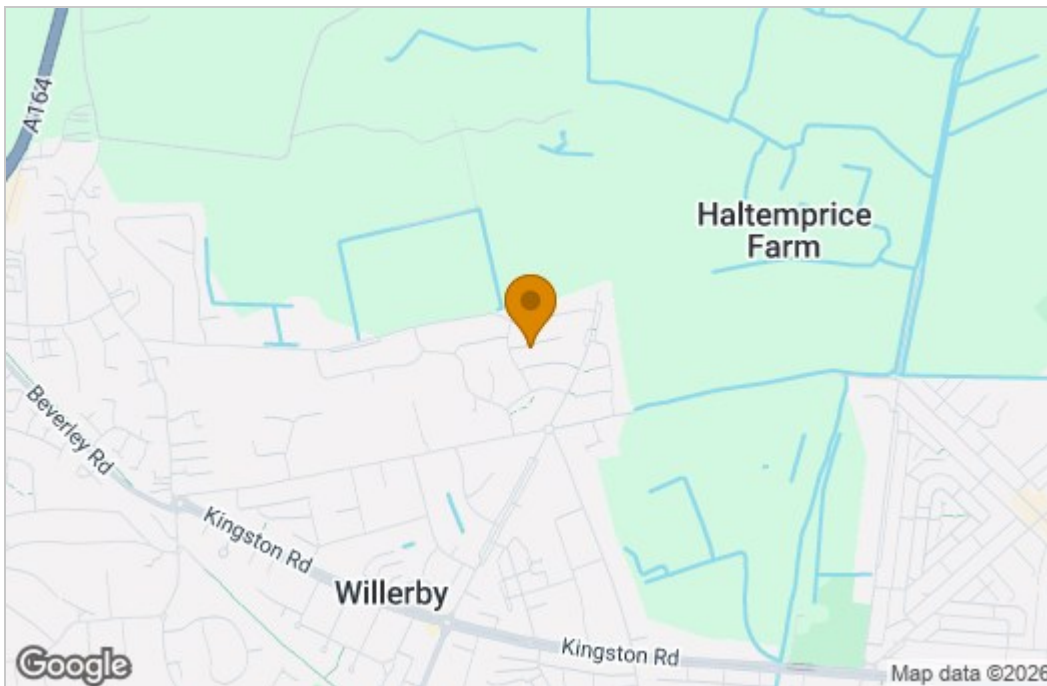 A164
Haltemprice
Farm
Beverley Rd
Kingston Rd
Willerby
Kingston Rd
Google
Map data ©2026